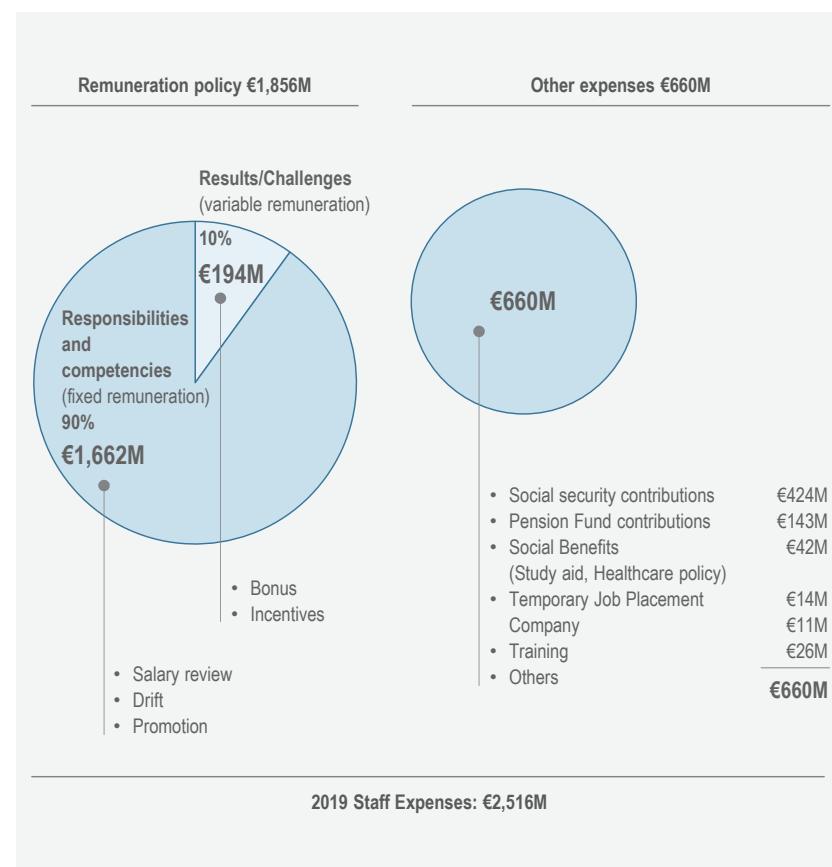 Remuneration policy €1,856M
Other expenses €660M
Results/Challenges
(variable remuneration)
10%
€194M
Responsibilities
and
competencies
(fixed remuneration)
90%
€1,662M
• Bonus
• Incentives
• Salary review
• Drift
• Promotion
€660M
• Social security contributions €424M
• Pension Fund contributions €143M
• Social Benefits €42M
(Study aid, Healthcare policy)
• Temporary Job Placement €14M
Company €11M
• Training €26M
• Others
€660M
2019 Staff Expenses: €2,516M